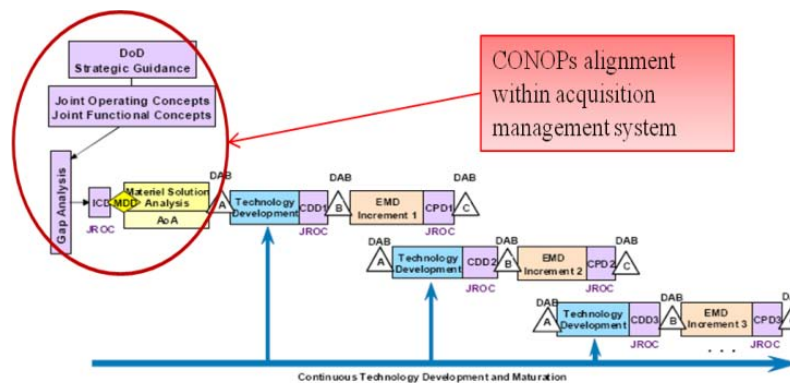 DoD
Strategic Guidance
Joint Operating Concepts
Joint Functional Concepts
CONOPs alignment
within acquisition
management system
Gap Analysis
ICD
JROC
MDD
Materiel Solution
Analysis
AoA
DAB
A
Technology
Development
CDD1
JROC
DAB
B
EMD
Increment 1
CPD1
JROC
DAB
C
DAB
A
Technology
Development
CDD2
JROC
DAB
B
EMD
Increment 2
CPD2
JROC
DAB
C
DAB
A
Technology
Development
CDD3
JROC
DAB
B
EMD
Increment 3
. . .
CPD3
JROC
Continuous Technology Development and Maturation